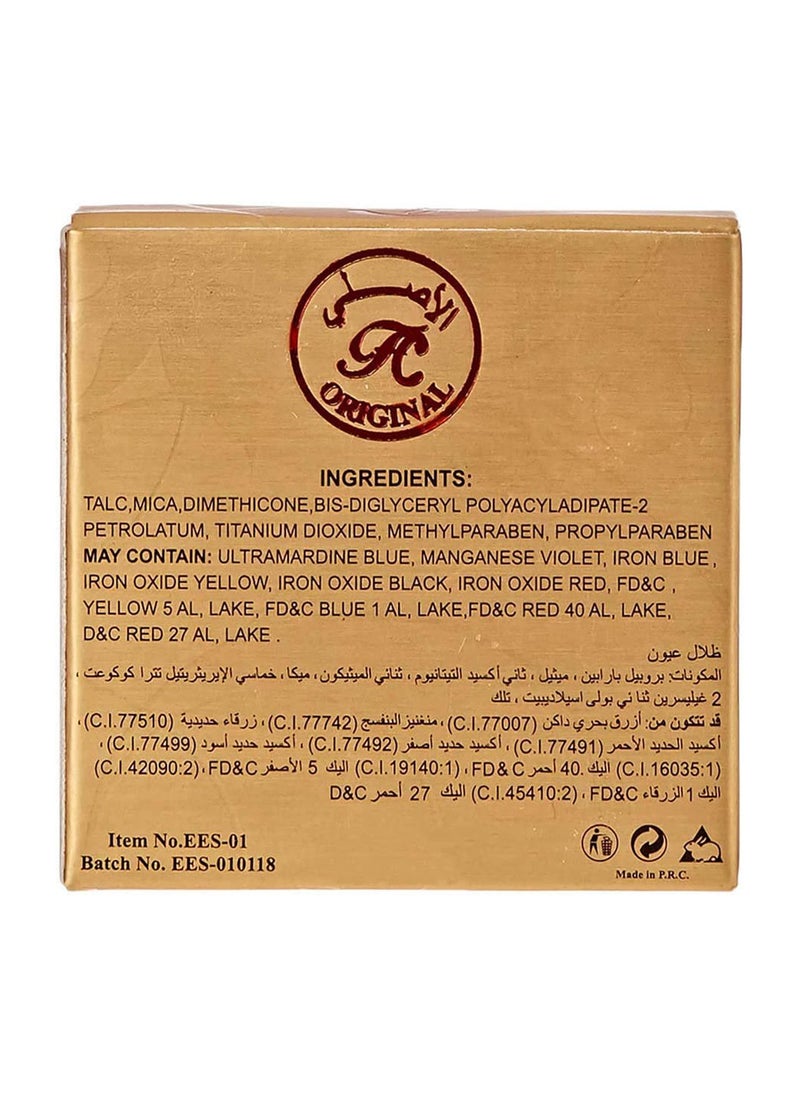 الأصلي
AC
ORIGINAL
INGREDIENTS:
TALC,MICA,DIMETHICONE,BIS-DIGLYCERYL POLYACYLADIPATE-2
PETROLATUM, TITANIUM DIOXIDE, METHYLPARABEN, PROPYLPARABEN
MAY CONTAIN: ULTRAMARDINE BLUE, MANGANESE VIOLET, IRON BLUE ,
IRON OXIDE YELLOW, IRON OXIDE BLACK, IRON OXIDE RED, FD&C ,
YELLOW 5 AL, LAKE, FD&C BLUE 1 AL, LAKE,FD&C RED 40 AL, LAKE,
D&C RED 27 AL, LAKE .
ظلال عيون
المكونات: بروبيل بارابين ، ميثيل ، ثاني أكسيد التيتانيوم ، ثنائي الميثيكون ، ميكا ، خماسي الإيريثريتيل تترا كوكوعت ،
2 غيليسرين ثنا ئي بولى اسيلاديبيت ، تلك
قد تتكون من: أزرق بحري داكن (C.I.77007) ، منغنيز البنفسج (C.I.77742) ، زرقاء حديدية (C.I.77510) ،
أكسيد الحديد الأحمر (C.I.77491) ، أكسيد حديد أصفر (C.I.77492) ، أكسيد حديد أسود (C.I.77499) ،
(C.I.16035:1) اليك .40 أحمر FD&C ، (C.I.19140:1) اليك 5 الأصفر FD&C ، (C.I.42090:2)
اليك 1 الزرقاء FD&C ، (C.I.45410:2) اليك 27 أحمر D&C
Item No.EES-01
Batch No. EES-010118
Made in P.R.C.